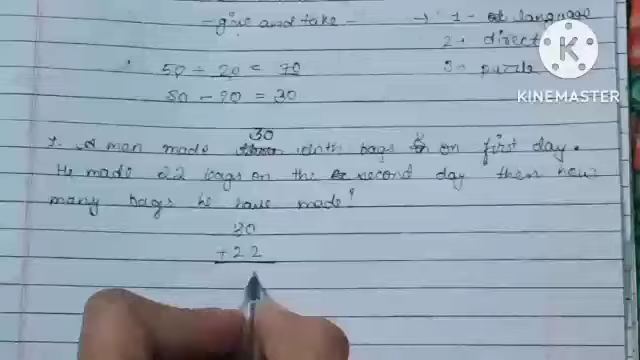 - give and take - → 1 - language
2 - direct
3 - puzzle
KINEMASTER
50 + 20 = 70
50 - 20 = 30
30
1. A man made bags on first day.
He made 22 bags on the second day then how
many bags he have made?
30
+ 22